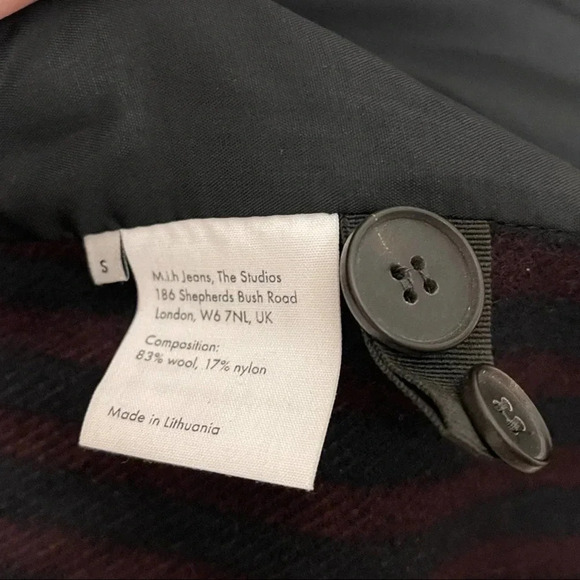 S
M.i.h Jeans, The Studios
186 Shepherds Bush Road
London, W6 7NL, UK
Composition:
83% wool, 17% nylon
Made in Lithuania